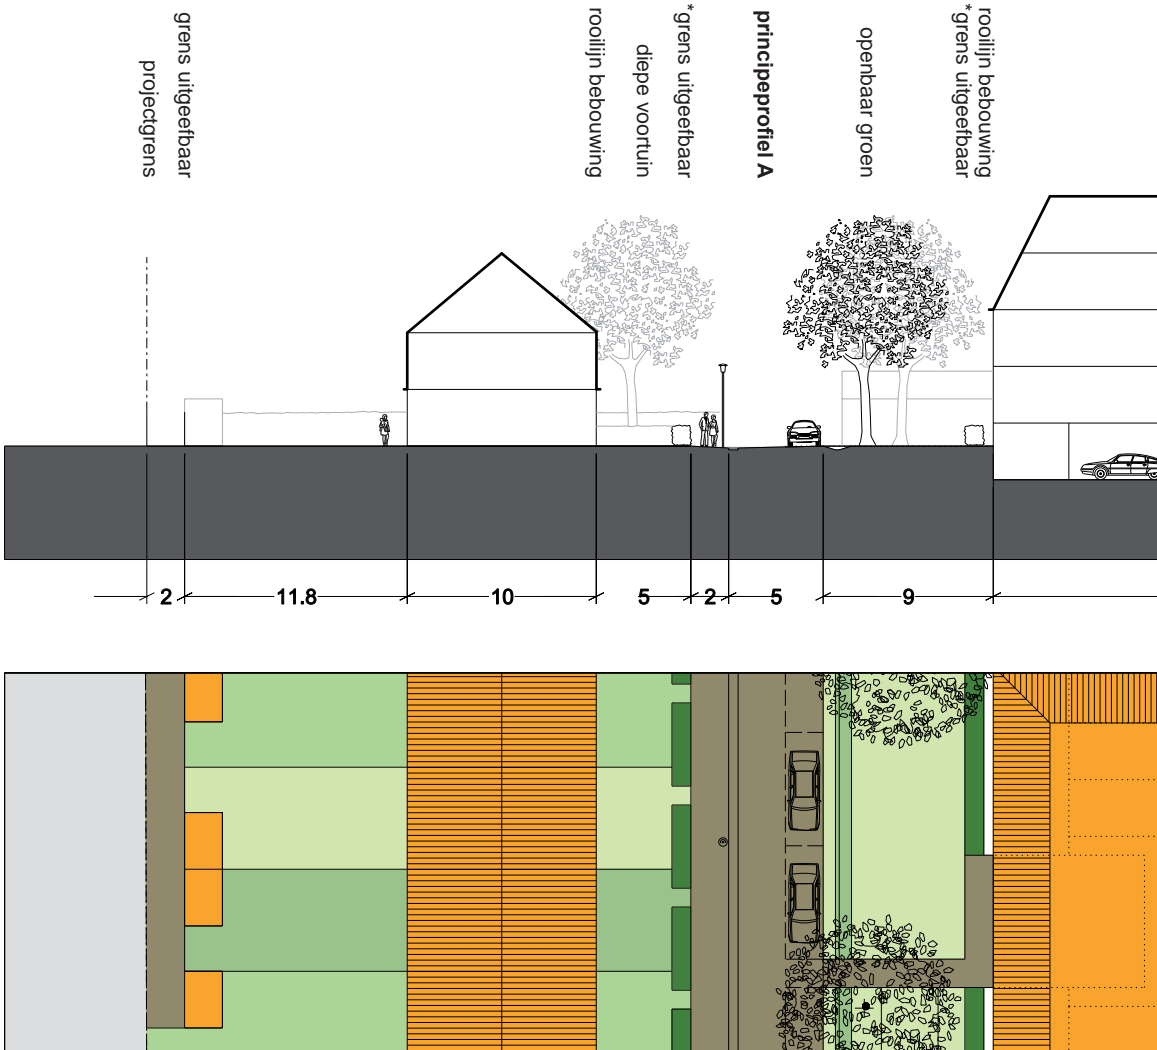 projectgrens
grens uitgeefbaar
rooilijn bebouwing
diepe voortuin
*grens uitgeefbaar
principeprofiel A
openbaar groen
*grens uitgeefbaar
rooilijn bebouwing
2 11.8 10 5 2 5 9